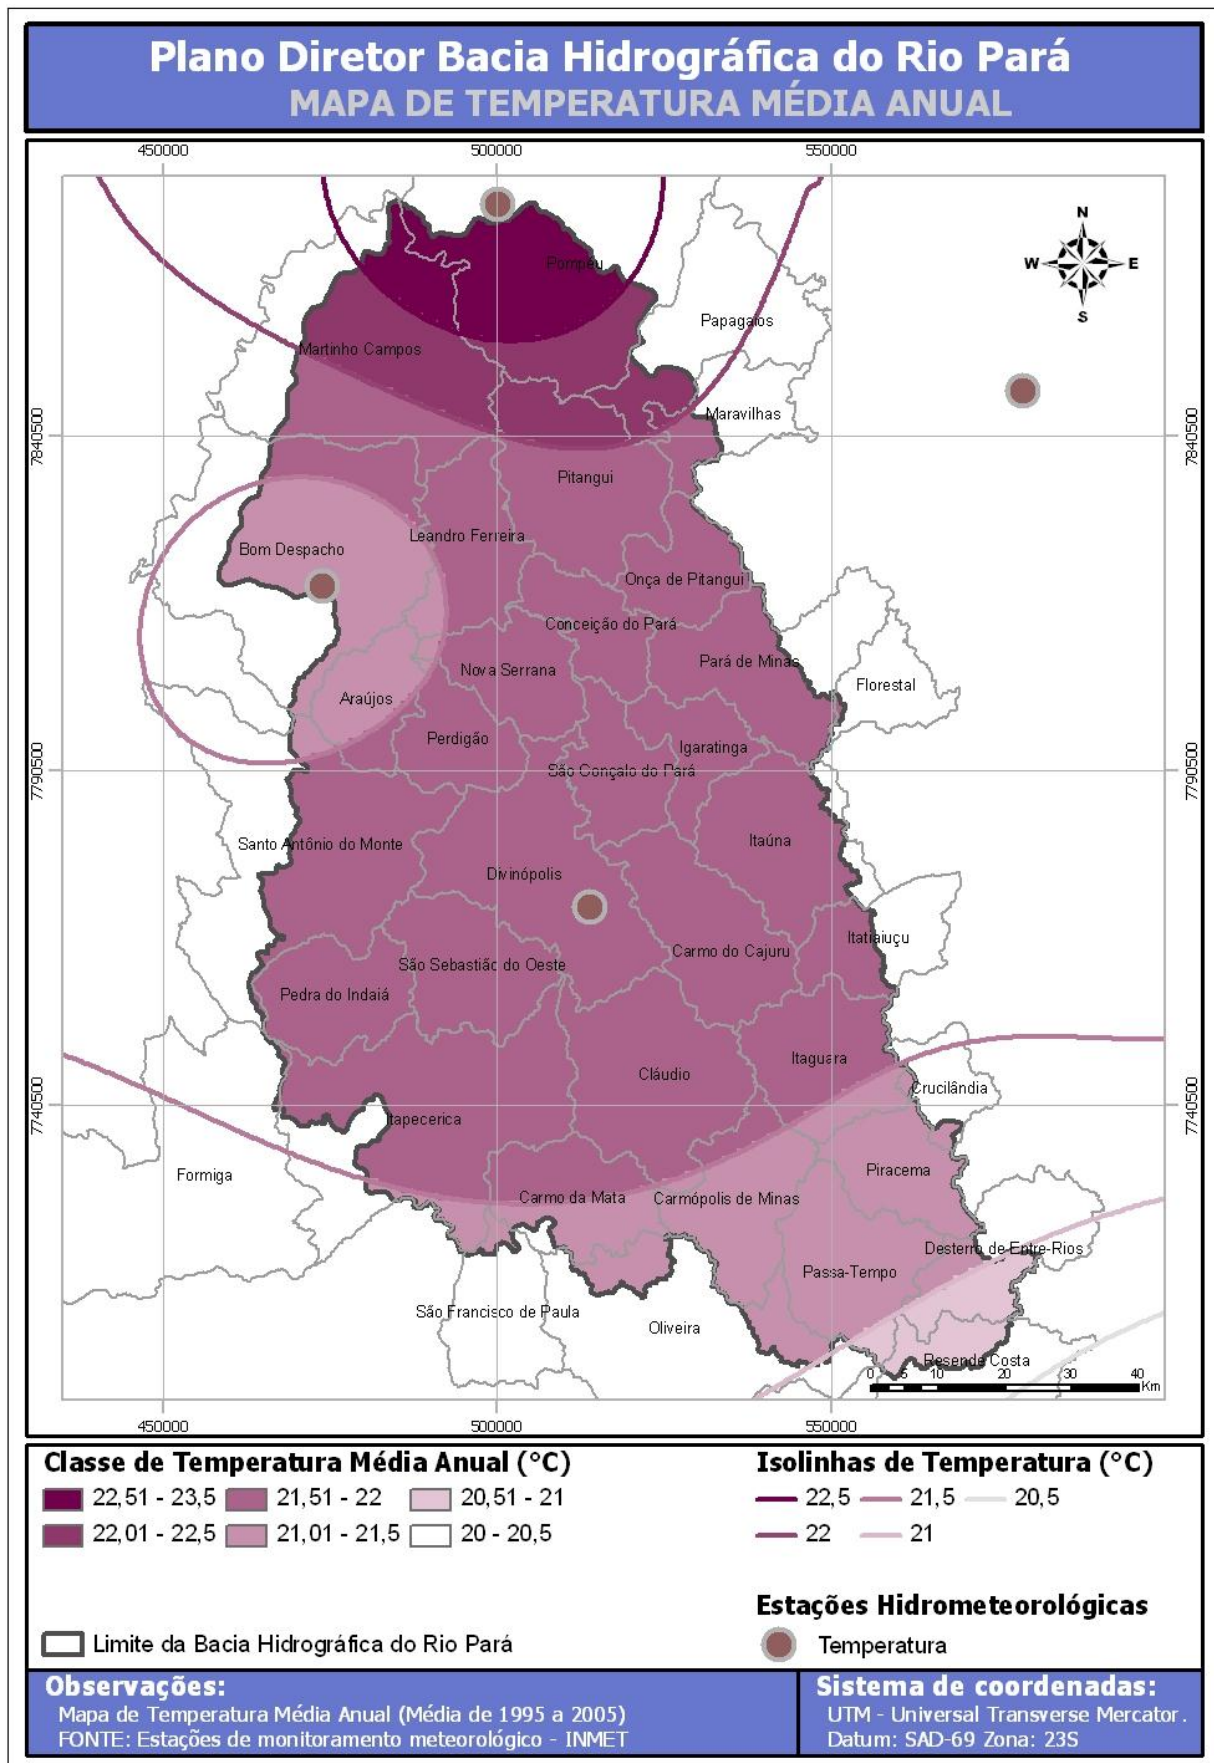 Plano Diretor Bacia Hidrográfica do Rio Pará
MAPA DE TEMPERATURA MÉDIA ANUAL
450000 500000 550000
N
W E
S
Pompéu
Papagaios
Martinho Campos
Maravilhas
7840500 7840500
Pitangui
Leandro Ferreira
Bom Despacho
Onça de Pitangui
Conceição do Pará
Pará de Minas
Nova Serrana
Florestal
Araújos
Perdigão
Igaratinga
São Gonçalo do Pará
7790500 7790500
Itaúna
Santo Antônio do Monte
Divinópolis
Itatiaiuçu
Carmo do Cajuru
São Sebastião do Oeste
Pedra do Indaiá
Itaguara
Cláudio
Crucilândia
7740500 7740500
Itapecerica
Piracema
Formiga
Carmo da Mata
Carmópolis de Minas
Desterro de Entre-Rios
Passa-Tempo
São Francisco de Paula
Oliveira
Resende Costa
0 5 10 20 30 40
Km
450000 500000 550000
Classe de Temperatura Média Anual (°C)
22,51 - 23,5 21,51 - 22 20,51 - 21
22,01 - 22,5 21,01 - 21,5 20 - 20,5
Isolinhas de Temperatura (°C)
22,5 21,5 20,5
22 21
Estações Hidrometeorológicas
Temperatura
Limite da Bacia Hidrográfica do Rio Pará
Observações:
Mapa de Temperatura Média Anual (Média de 1995 a 2005)
FONTE: Estações de monitoramento meteorológico - INMET
Sistema de coordenadas:
UTM - Universal Transverse Mercator.
Datum: SAD-69 Zona: 23S